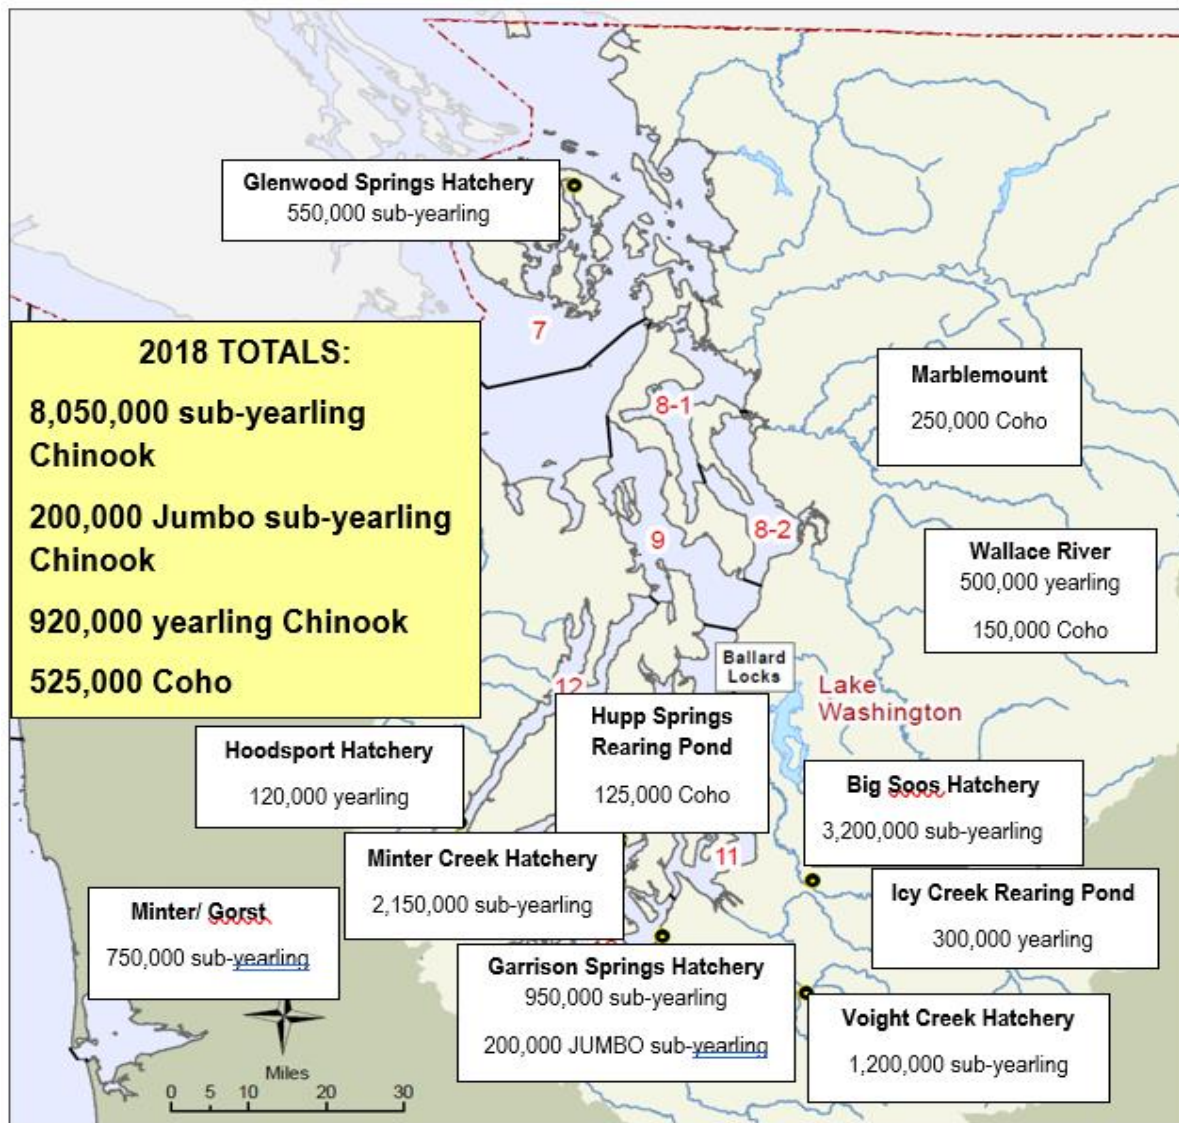 Glenwood Springs Hatchery
550,000 sub-yearling
7
2018 TOTALS:
8,050,000 sub-yearling
Chinook
200,000 Jumbo sub-yearling
Chinook
920,000 yearling Chinook
525,000 Coho
8-1
Marblemount
250,000 Coho
9
8-2
Wallace River
500,000 yearling
150,000 Coho
12
Ballard
Locks
Lake
Washington
Hupp Springs
Rearing Pond
125,000 Coho
Hoodsport Hatchery
120,000 yearling
Big Soos Hatchery
3,200,000 sub-yearling
Minter Creek Hatchery
2,150,000 sub-yearling
11
Icy Creek Rearing Pond
300,000 yearling
Minter/ Gorst
750,000 sub-yearling
Garrison Springs Hatchery
950,000 sub-yearling
200,000 JUMBO sub-yearling
Voight Creek Hatchery
1,200,000 sub-yearling
Miles
0 5 10 20 30